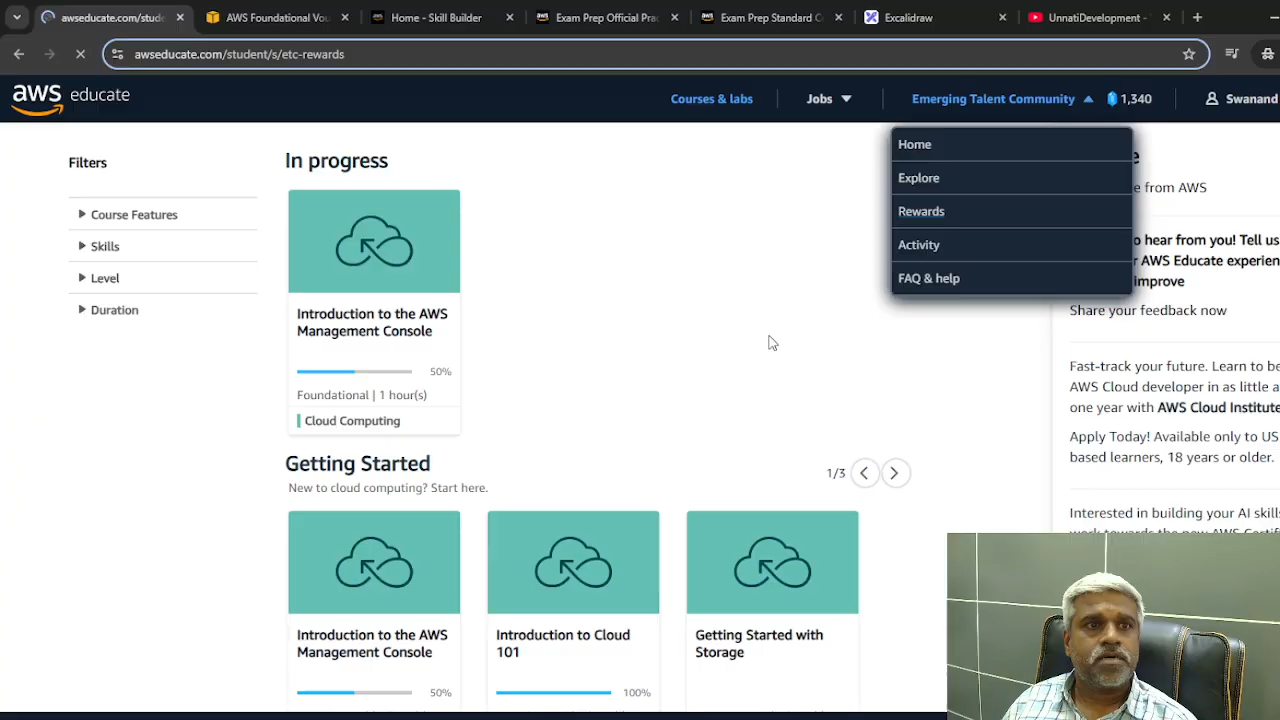 awseducate.com/stude
AWS Foundational Vou
Home - Skill Builder
Exam Prep Official Prac
Exam Prep Standard Co
Excalidraw
UnnatiDevelopment -
awseducate.com/student/s/etc-rewards
aws educate
Courses & labs
Jobs
Emerging Talent Community
1,340
Swanand
Home
Explore
Rewards
Activity
FAQ & help
Filters
Course Features
Skills
Level
Duration
In progress
Introduction to the AWS
Management Console
50%
Foundational | 1 hour(s)
Cloud Computing
Getting Started
New to cloud computing? Start here.
1/3
Introduction to the AWS
Management Console
50%
Introduction to Cloud
101
100%
Getting Started with
Storage
e
e from AWS
o hear from you! Tell us
r AWS Educate experien
improve
Share your feedback now
Fast-track your future. Learn to be
AWS Cloud developer in as little a
one year with AWS Cloud Institute
Apply Today! Available only to US
based learners, 18 years or older.
Interested in building your AI skills